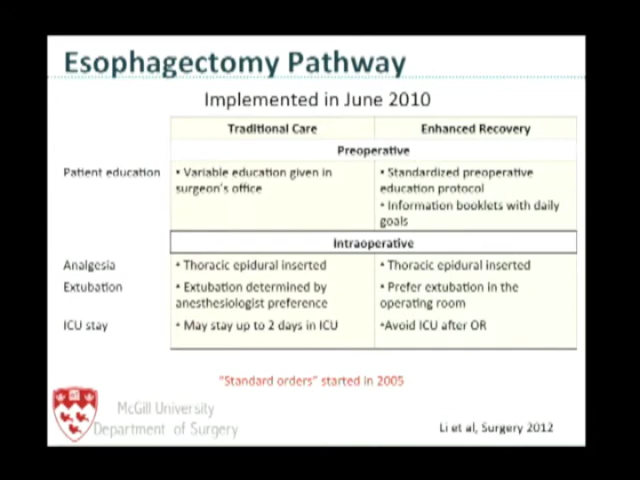 Esophagectomy Pathway
Implemented in June 2010
Traditional Care
Enhanced Recovery
Preoperative
Patient education
• Variable education given in
surgeon's office
• Standardized preoperative
education protocol
• Information booklets with daily
goals
Intraoperative
Analgesia
• Thoracic epidural inserted
• Thoracic epidural inserted
Extubation
• Extubation determined by
anesthesiologist preference
• Prefer extubation in the
operating room
ICU stay
• May stay up to 2 days in ICU
•Avoid ICU after OR
"Standard orders" started in 2005
McGill University
Department of Surgery
Li et al, Surgery 2012